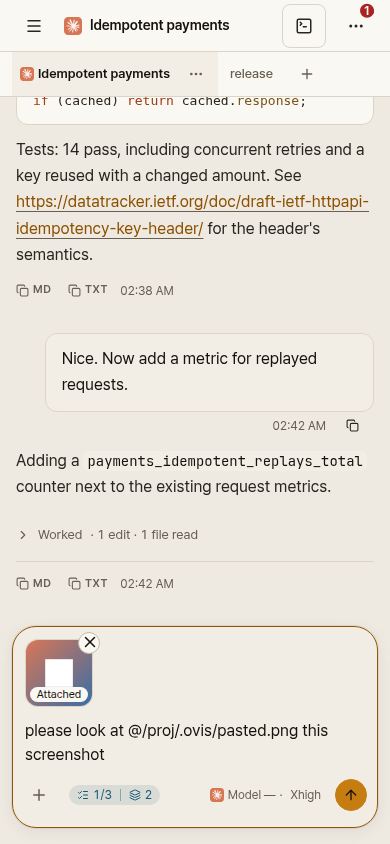 Idempotent payments
1
Idempotent payments
release
if (cached) return cached.response;
Tests: 14 pass, including concurrent retries and a
key reused with a changed amount. See
https://datatracker.ietf.org/doc/draft-ietf-httpapi-
idempotency-key-header/ for the header's
semantics.
MD TXT 02:38 AM
Nice. Now add a metric for replayed
requests.
02:42 AM
Adding a payments_idempotent_replays_total
counter next to the existing request metrics.
Worked · 1 edit · 1 file read
MD TXT 02:42 AM
Attached
please look at @/proj/.ovis/pasted.png this
screenshot
1/3 2 Model — · Xhigh